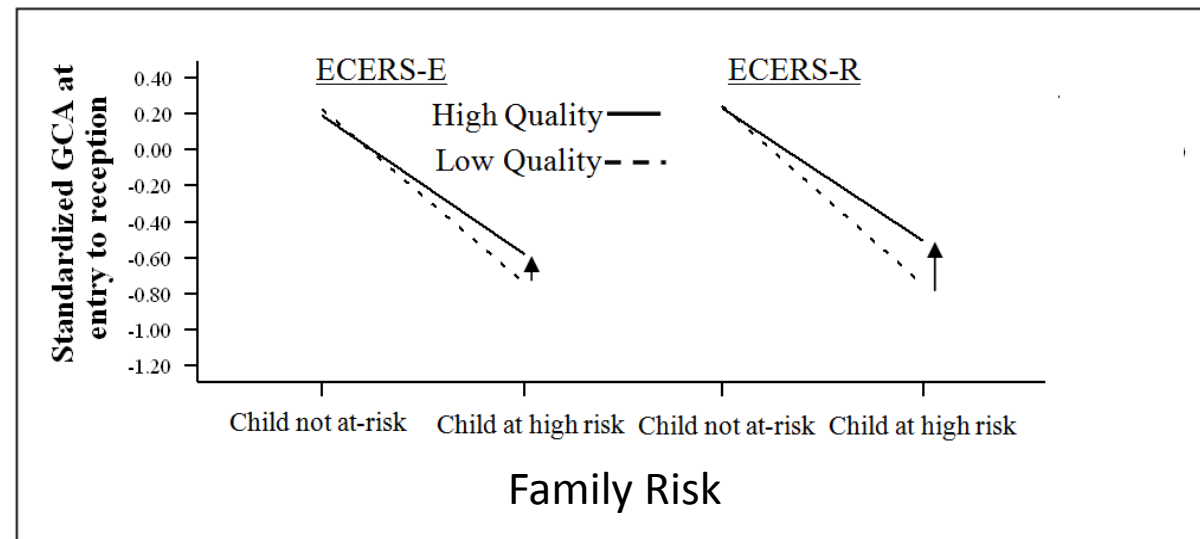 Standardized GCA at
entry to reception
ECERS-E
ECERS-R
High Quality
Low Quality
0.40
0.20
0.00
-0.20
-0.40
-0.60
-0.80
-1.00
-1.20
Child not at-risk
Child at high risk
Child not at-risk
Child at high risk
Family Risk